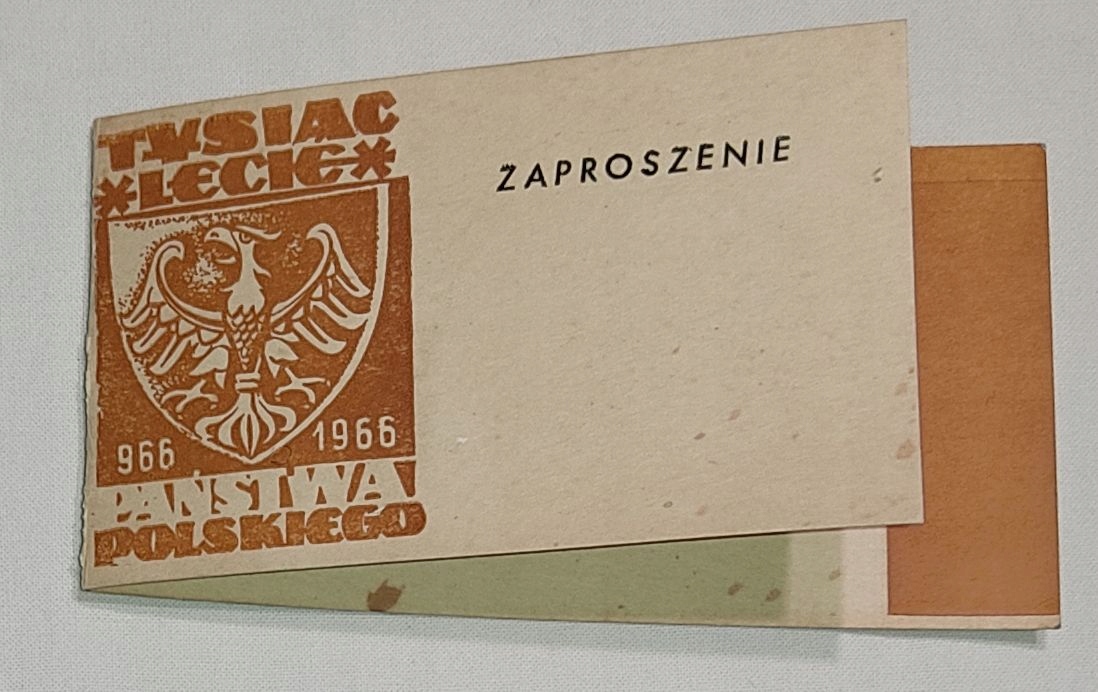 TYSIĄC
*LECIE*
966 1966
PAŃSTWA
POLSKIEGO
ZAPROSZENIE